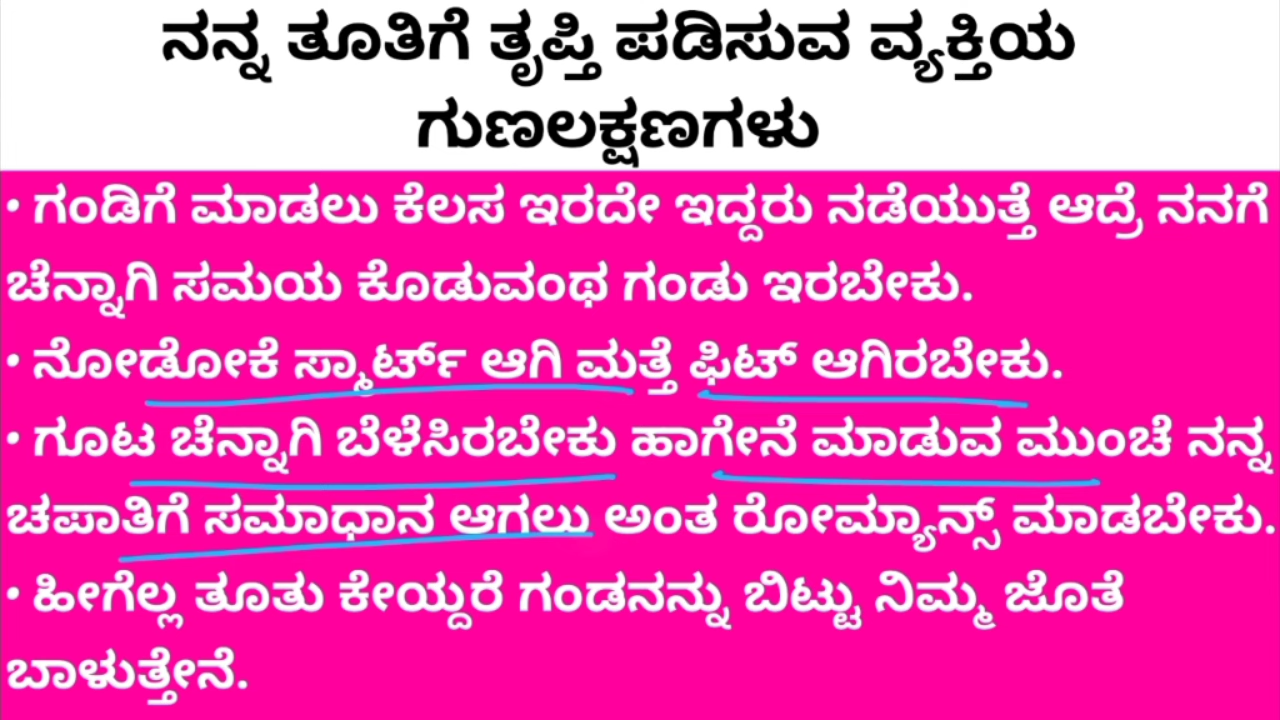 ನನ್ನ ತೂತಿಗೆ ತೃಪ್ತಿ ಪಡಿಸುವ ವ್ಯಕ್ತಿಯ
ಗುಣಲಕ್ಷಣಗಳು
• ಗಂಡಿಗೆ ಮಾಡಲು ಕೆಲಸ ಇರದೇ ಇದ್ದರು ನಡೆಯುತ್ತೆ ಆದ್ರೆ ನನಗೆ
ಚೆನ್ನಾಗಿ ಸಮಯ ಕೊಡುವಂಥ ಗಂಡು ಇರಬೇಕು.
• ನೋಡೋಕೆ ಸ್ಮಾರ್ಟ್ ಆಗಿ ಮತ್ತೆ ಫಿಟ್ ಆಗಿರಬೇಕು.
• ಗೂಟ ಚೆನ್ನಾಗಿ ಬೆಳೆಸಿರಬೇಕು ಹಾಗೇನೆ ಮಾಡುವ ಮುಂಚೆ ನನ್ನ
ಚಪಾತಿಗೆ ಸಮಾಧಾನ ಆಗಲು ಅಂತ ರೋಮ್ಯಾನ್ಸ್ ಮಾಡಬೇಕು.
• ಹೀಗೆಲ್ಲ ತೂತು ಕೇಯ್ದರೆ ಗಂಡನನ್ನು ಬಿಟ್ಟು ನಿಮ್ಮ ಜೊತೆ
ಬಾಳುತ್ತೇನೆ.